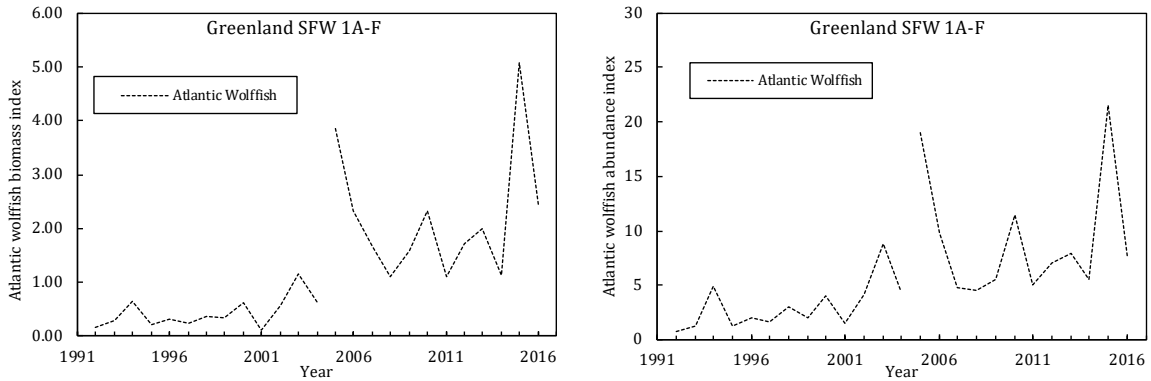 Greenland SFW 1A-F
Atlantic wolffish biomass index
6.00
5.00
4.00
3.00
2.00
1.00
0.00
Atlantic Wolffish
1991 1996 2001 2006 2011 2016
Year
Greenland SFW 1A-F
Atlantic wolffish abundance index
30
25
20
15
10
5
0
Atlantic Wolffish
1991 1996 2001 2006 2011 2016
Year